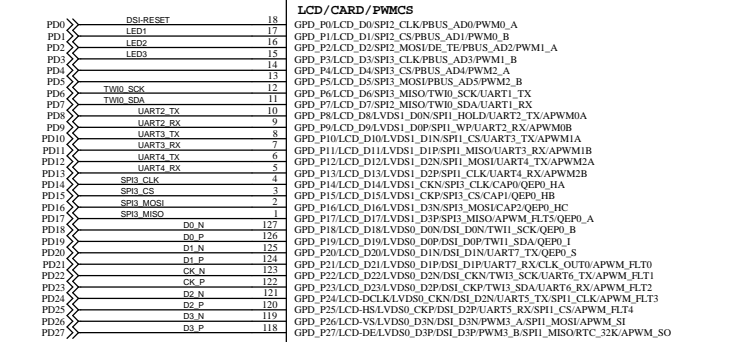 LCD/CARD/PWMCS
PD0 DSI-RESET 18 GPD_P0/LCD_D0/SPI2_CLK/PBUS_AD0/PWM0_A
PD1 LED1 17 GPD_P1/LCD_D1/SPI2_CS/PBUS_AD1/PWM0_B
PD2 LED2 16 GPD_P2/LCD_D2/SPI2_MOSI/DE_TE/PBUS_AD2/PWM1_A
PD3 LED3 15 GPD_P3/LCD_D3/SPI3_CLK/PBUS_AD3/PWM1_B
PD4 14 GPD_P4/LCD_D4/SPI3_CS/PBUS_AD4/PWM2_A
PD5 13 GPD_P5/LCD_D5/SPI3_MOSI/PBUS_AD5/PWM2_B
PD6 TWI0_SCK 12 GPD_P6/LCD_D6/SPI3_MISO/TWI0_SCK/UART1_TX
PD7 TWI0_SDA 11 GPD_P7/LCD_D7/SPI2_MISO/TWI0_SDA/UART1_RX
PD8 UART2_TX 10 GPD_P8/LCD_D8/LVDS1_D0N/SPI1_HOLD/UART2_TX/APWM0A
PD9 UART2_RX 9 GPD_P9/LCD_D9/LVDS1_D0P/SPI1_WP/UART2_RX/APWM0B
PD10 UART3_TX 8 GPD_P10/LCD_D10/LVDS1_D1N/SPI1_CS/UART3_TX/APWM1A
PD11 UART3_RX 7 GPD_P11/LCD_D11/LVDS1_D1P/SPI1_MISO/UART3_RX/APWM1B
PD12 UART4_TX 6 GPD_P12/LCD_D12/LVDS1_D2N/SPI1_MOSI/UART4_TX/APWM2A
PD13 UART4_RX 5 GPD_P13/LCD_D13/LVDS1_D2P/SPI1_CLK/UART4_RX/APWM2B
PD14 SPI3_CLK 4 GPD_P14/LCD_D14/LVDS1_CKN/SPI3_CLK/CAP0/QEP0_HA
PD15 SPI3_CS 3 GPD_P15/LCD_D15/LVDS1_CKP/SPI3_CS/CAP1/QEP0_HB
PD16 SPI3_MOSI 2 GPD_P16/LCD_D16/LVDS1_D3N/SPI3_MOSI/CAP2/QEP0_HC
PD17 SPI3_MISO 1 GPD_P17/LCD_D17/LVDS1_D3P/SPI3_MISO/APWM_FLT5/QEP0_A
PD18 D0_N 127 GPD_P18/LCD_D18/LVDS0_D0N/DSI_D0N/TWI1_SCK/QEP0_B
PD19 D0_P 126 GPD_P19/LCD_D19/LVDS0_D0P/DSI_D0P/TWI1_SDA/QEP0_I
PD20 D1_N 125 GPD_P20/LCD_D20/LVDS0_D1N/DSI_D1N/UART7_TX/QEP0_S
PD21 D1_P 124 GPD_P21/LCD_D21/LVDS0_D1P/DSI_D1P/UART7_RX/CLK_OUT0/APWM_FLT0
PD22 CK_N 123 GPD_P22/LCD_D22/LVDS0_D2N/DSI_CKN/TWI3_SCK/UART6_TX/APWM_FLT1
PD23 CK_P 122 GPD_P23/LCD_D23/LVDS0_D2P/DSI_CKP/TWI3_SDA/UART6_RX/APWM_FLT2
PD24 D2_N 121 GPD_P24/LCD-DCLK/LVDS0_CKN/DSI_D2N/UART5_TX/SPI1_CLK/APWM_FLT3
PD25 D2_P 120 GPD_P25/LCD-HS/LVDS0_CKP/DSI_D2P/UART5_RX/SPI1_CS/APWM_FLT4
PD26 D3_N 119 GPD_P26/LCD-VS/LVDS0_D3N/DSI_D3N/PWM3_A/SPI1_MOSI/APWM_SI
PD27 D3_P 118 GPD_P27/LCD-DE/LVDS0_D3P/DSI_D3P/PWM3_B/SPI1_MISO/RTC_32K/APWM_SO